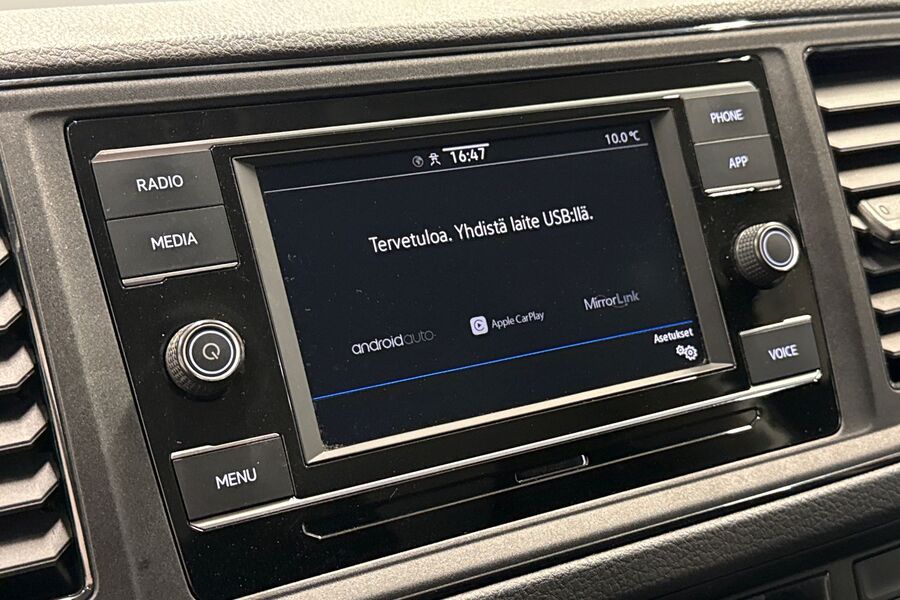 RADIO
MEDIA
MENU
16:47
10.0 °C
Tervetuloa. Yhdistä laite USB:llä.
androidauto
Apple CarPlay
MirrorLink
Asetukset
PHONE
APP
VOICE